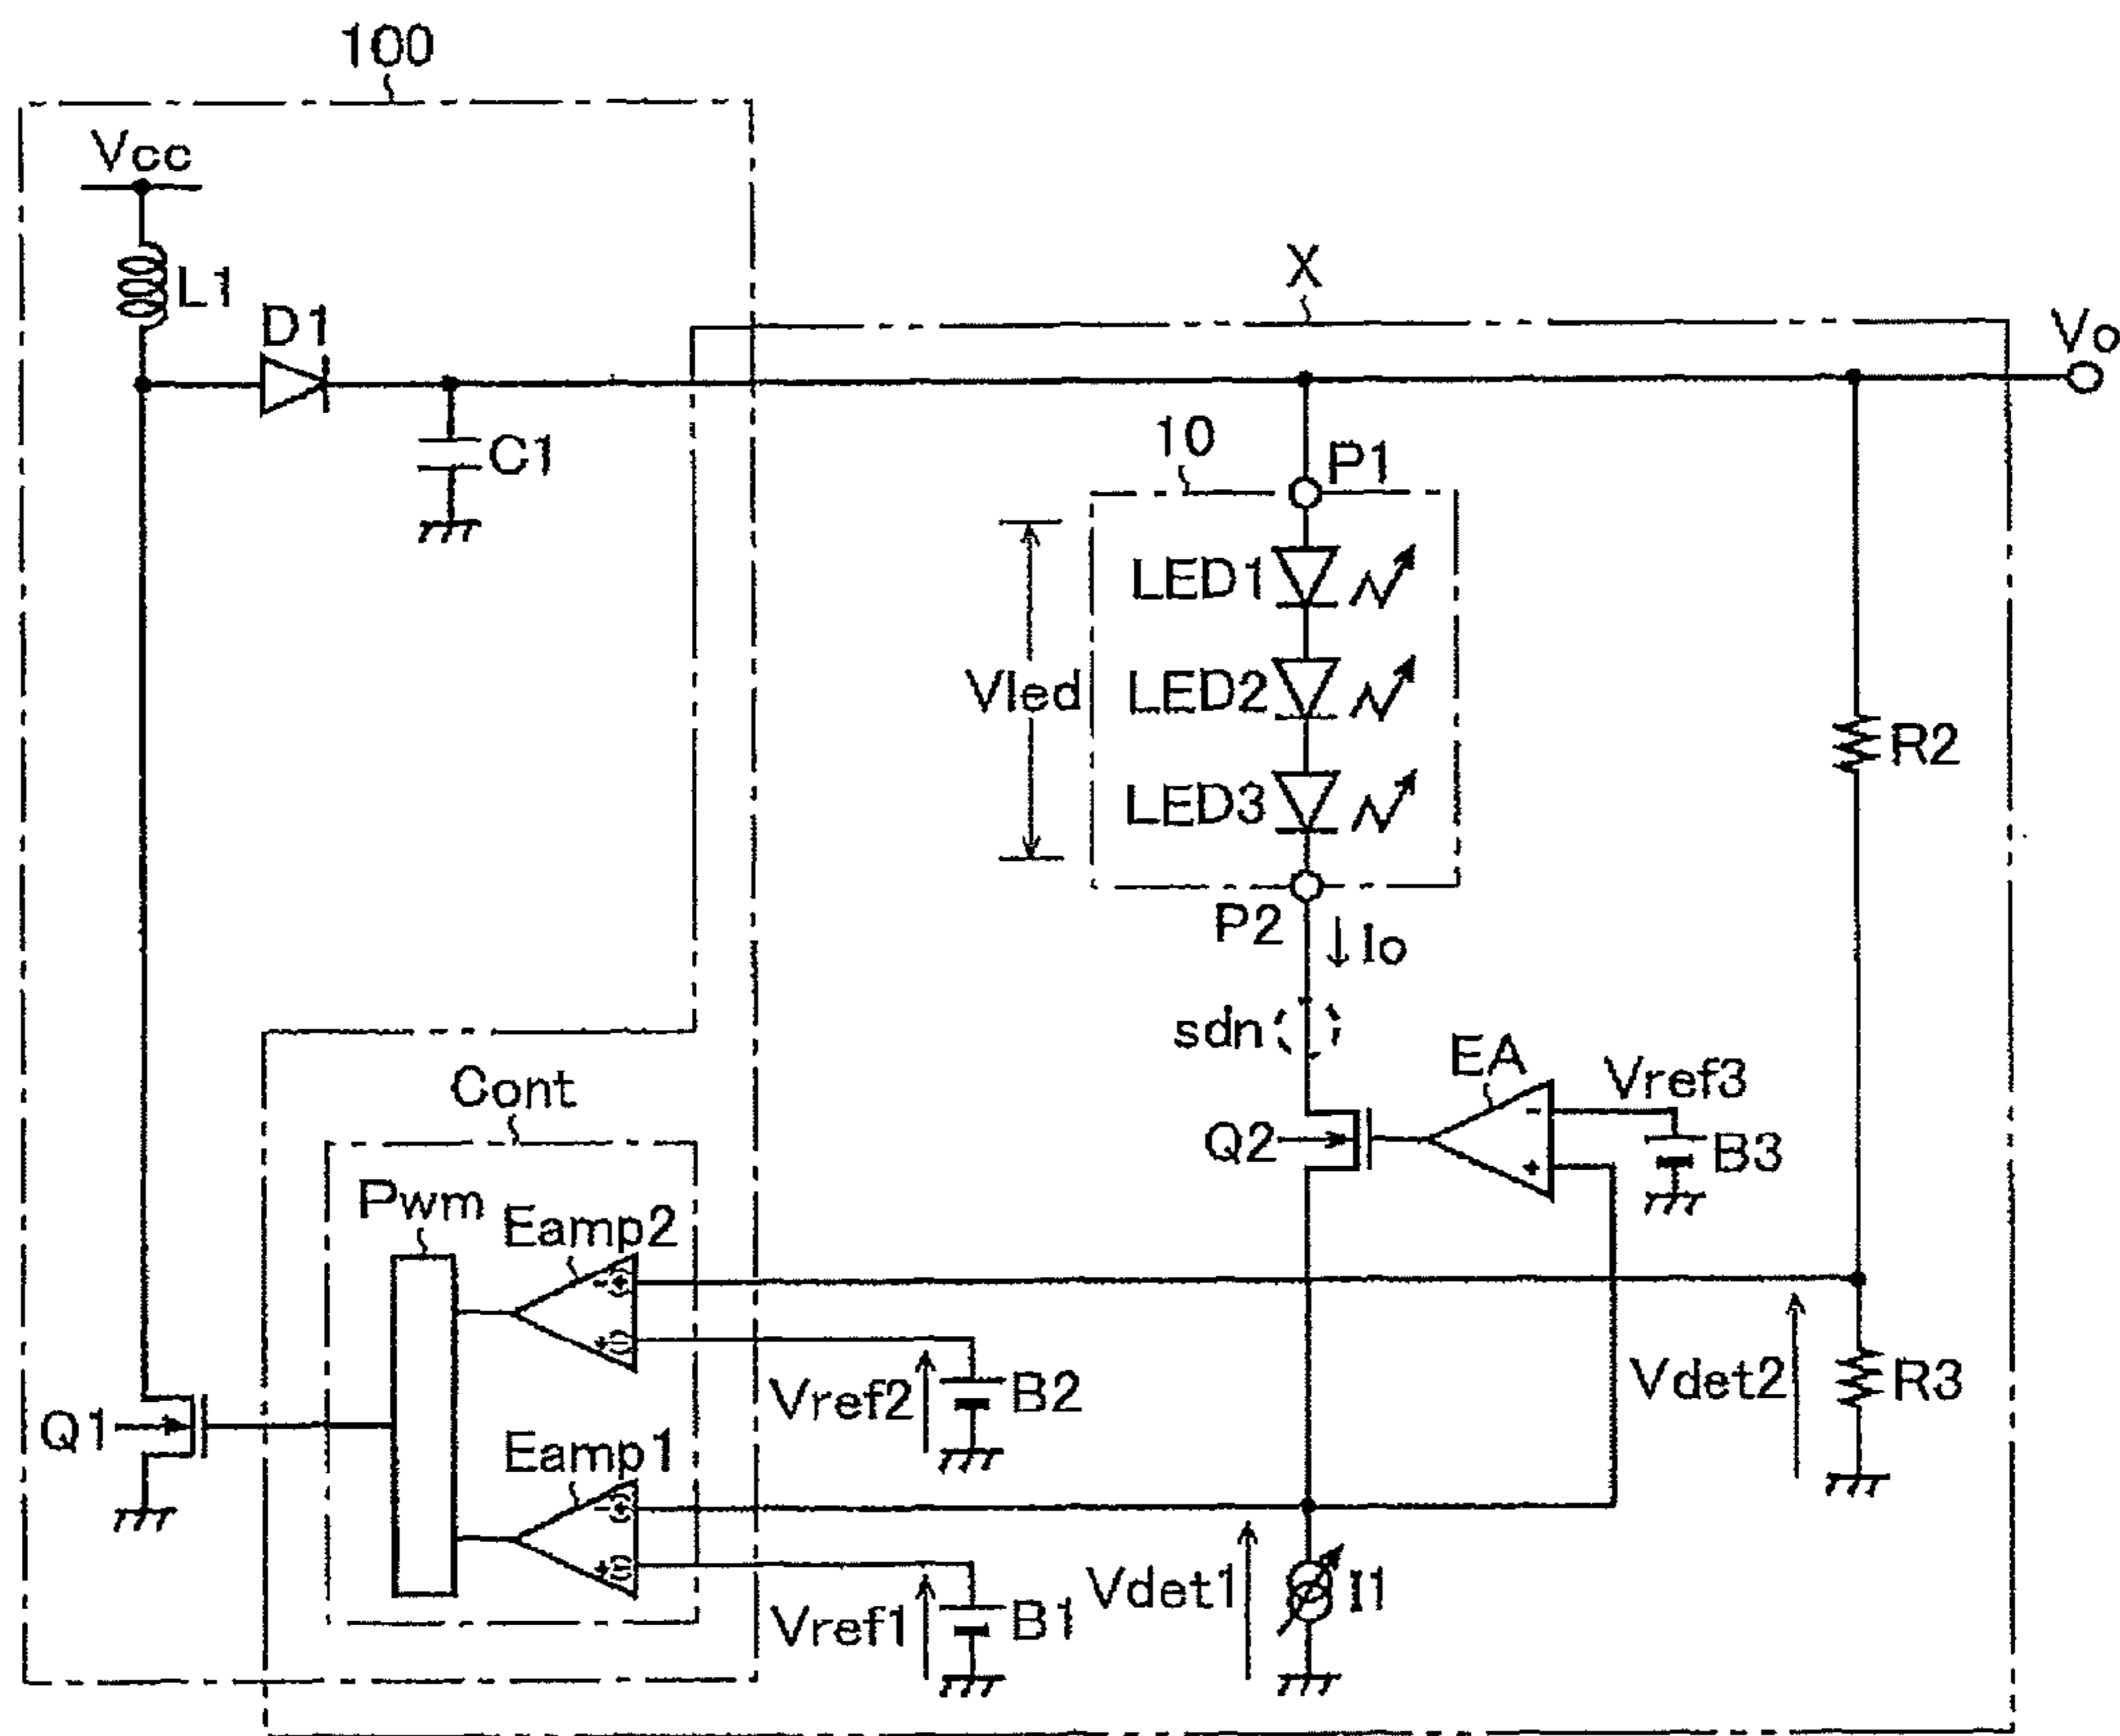 100
Vcc
L1
D1
C1
X
Vo
10
P1
LED1
Vled
LED2
LED3
R2
P2
Io
sdn
EA
Vref3
Q2
B3
-
+
Cont
Pwm
Eamp2
-(+)
+(-)
Vref2
B2
Vdet2
R3
Q1
Eamp1
-(+)
+(-)
Vref1
B1
Vdet1
I1